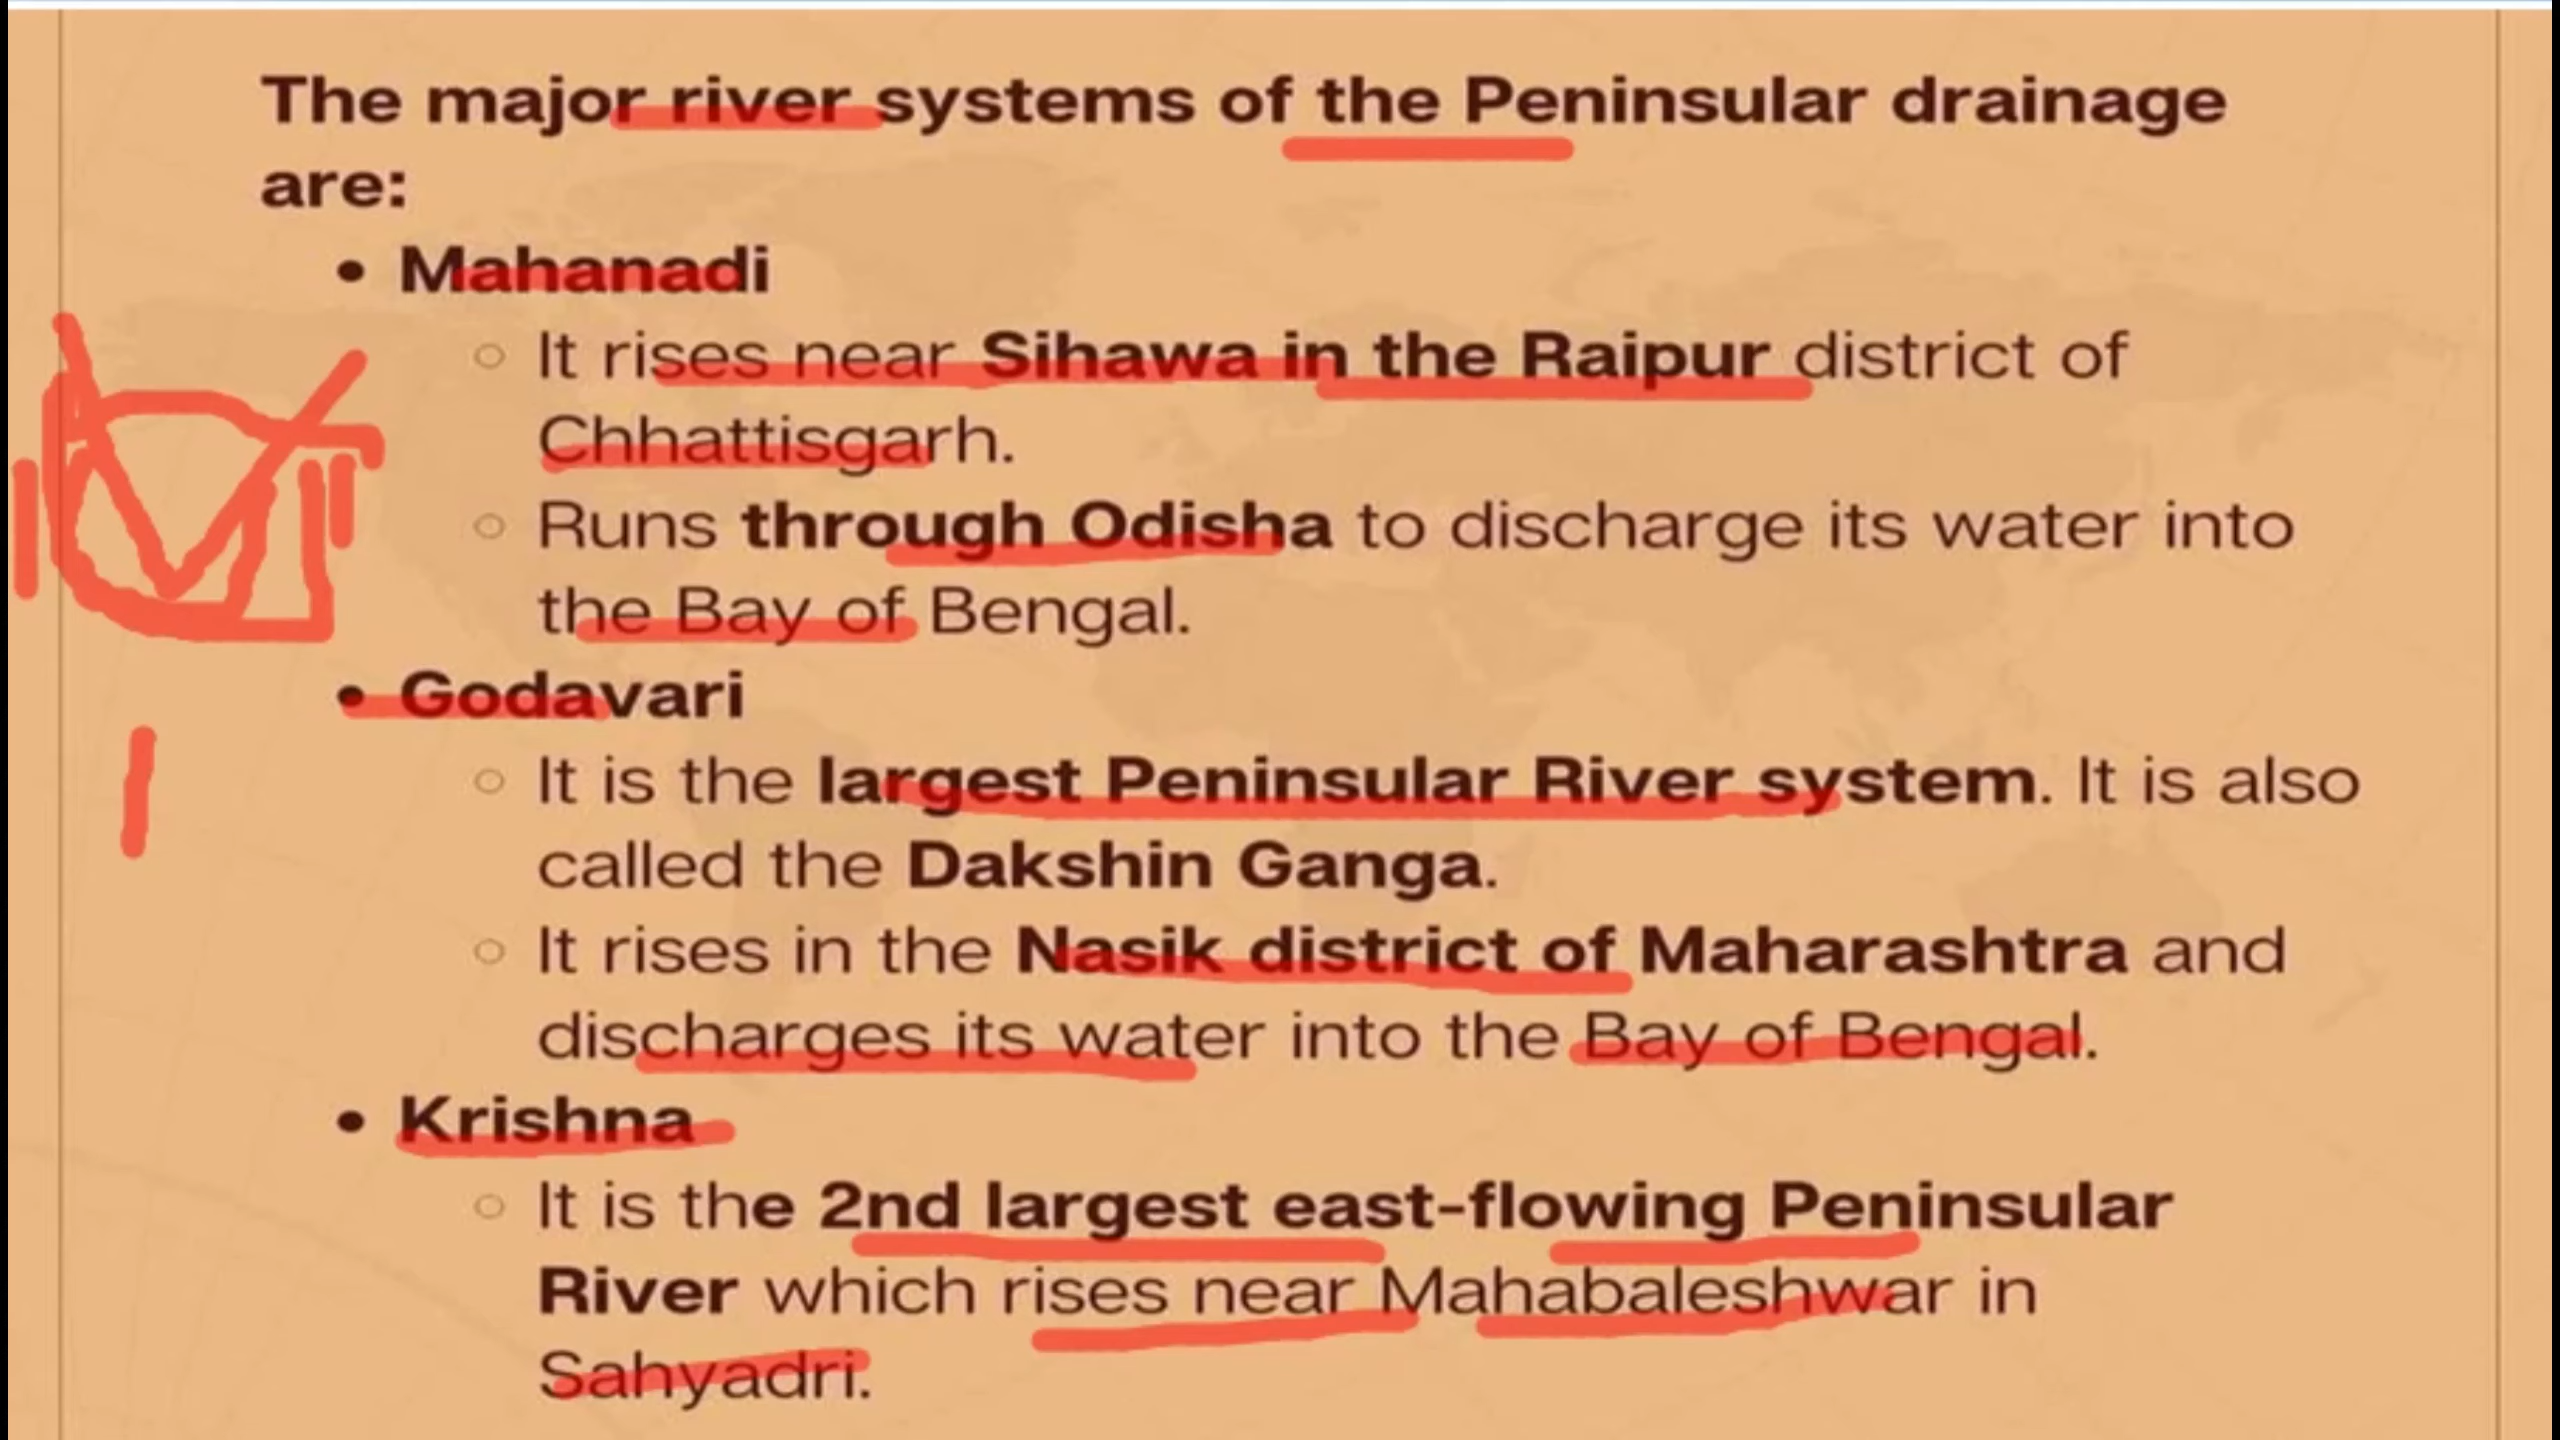 The major river systems of the Peninsular drainage
are:
• Mahanadi
○ It rises near Sihawa in the Raipur district of
Chhattisgarh.
○ Runs through Odisha to discharge its water into
the Bay of Bengal.
• Godavari
○ It is the largest Peninsular River system. It is also
called the Dakshin Ganga.
○ It rises in the Nasik district of Maharashtra and
discharges its water into the Bay of Bengal.
• Krishna
○ It is the 2nd largest east-flowing Peninsular
River which rises near Mahabaleshwar in
Sahyadri.